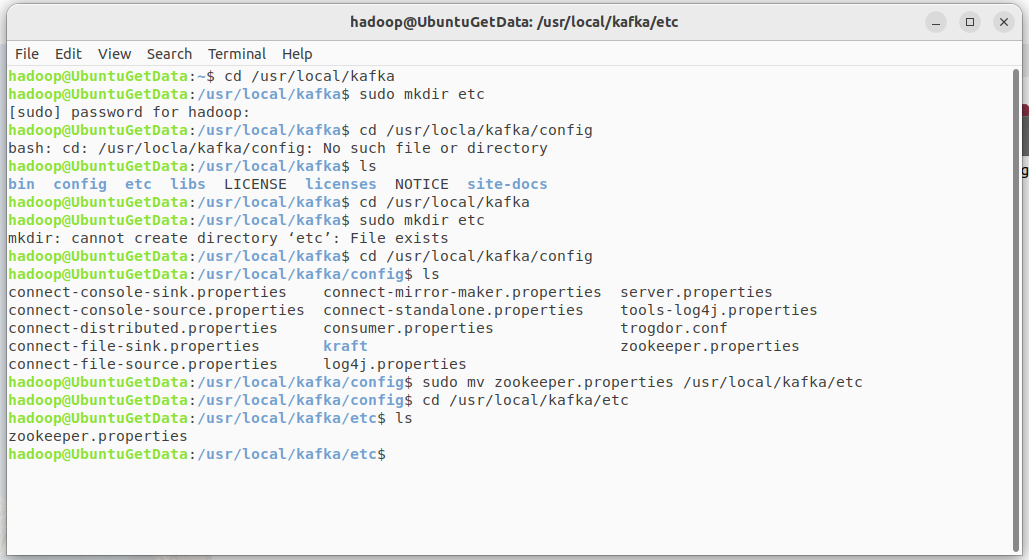 hadoop@UbuntuGetData: /usr/local/kafka/etc
File Edit View Search Terminal Help
hadoop@UbuntuGetData:~$ cd /usr/local/kafka
hadoop@UbuntuGetData:/usr/local/kafka$ sudo mkdir etc
[sudo] password for hadoop:
hadoop@UbuntuGetData:/usr/local/kafka$ cd /usr/locla/kafka/config
bash: cd: /usr/locla/kafka/config: No such file or directory
hadoop@UbuntuGetData:/usr/local/kafka$ ls
bin config etc libs LICENSE licenses NOTICE site-docs
hadoop@UbuntuGetData:/usr/local/kafka$ cd /usr/local/kafka
hadoop@UbuntuGetData:/usr/local/kafka$ sudo mkdir etc
mkdir: cannot create directory ‘etc’: File exists
hadoop@UbuntuGetData:/usr/local/kafka$ cd /usr/local/kafka/config
hadoop@UbuntuGetData:/usr/local/kafka/config$ ls
connect-console-sink.properties connect-mirror-maker.properties server.properties
connect-console-source.properties connect-standalone.properties tools-log4j.properties
connect-distributed.properties consumer.properties trogdor.conf
connect-file-sink.properties kraft zookeeper.properties
connect-file-source.properties log4j.properties
hadoop@UbuntuGetData:/usr/local/kafka/config$ sudo mv zookeeper.properties /usr/local/kafka/etc
hadoop@UbuntuGetData:/usr/local/kafka/config$ cd /usr/local/kafka/etc
hadoop@UbuntuGetData:/usr/local/kafka/etc$ ls
zookeeper.properties
hadoop@UbuntuGetData:/usr/local/kafka/etc$